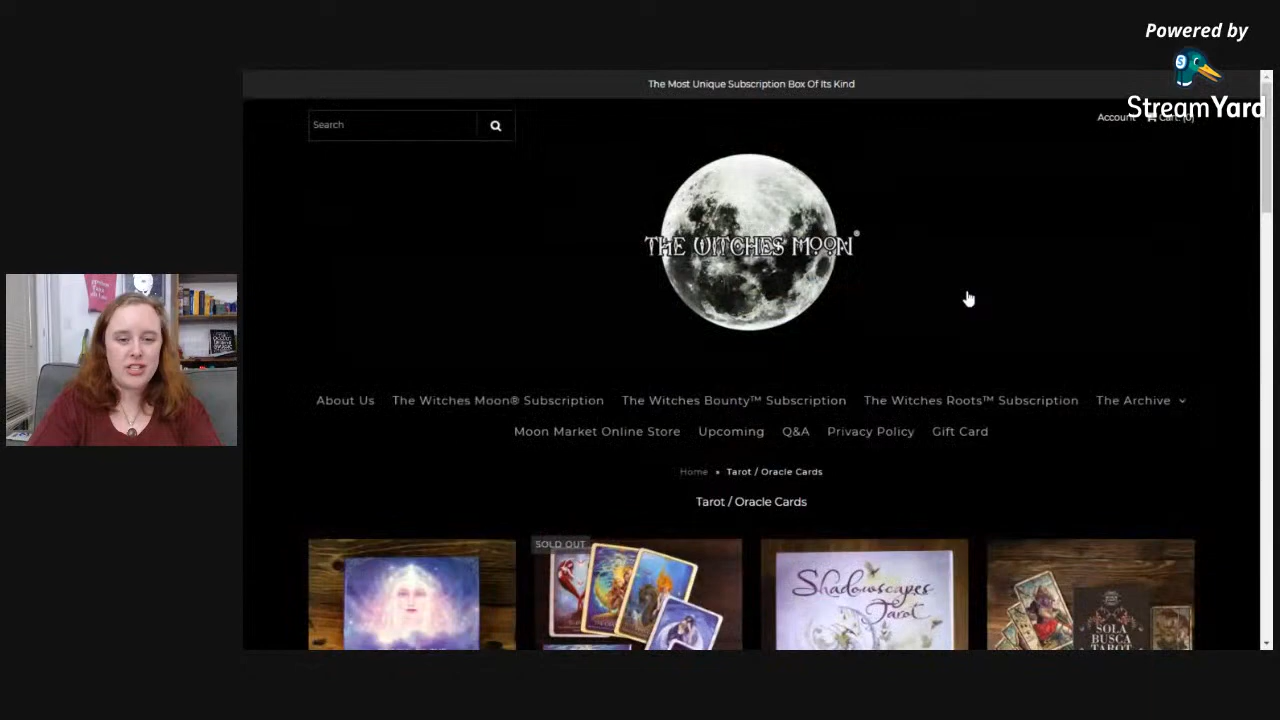 Powered by
StreamYard
The Most Unique Subscription Box Of Its Kind
Search
Account
Cart: (0)
THE WITCHES MOON®
About Us
The Witches Moon® Subscription
The Witches Bounty™ Subscription
The Witches Roots™ Subscription
The Archive
Moon Market Online Store
Upcoming
Q&A
Privacy Policy
Gift Card
Home » Tarot / Oracle Cards
Tarot / Oracle Cards
SOLD OUT
Shadowscapes
Tarot
SOLA
BUSCA
TAROT